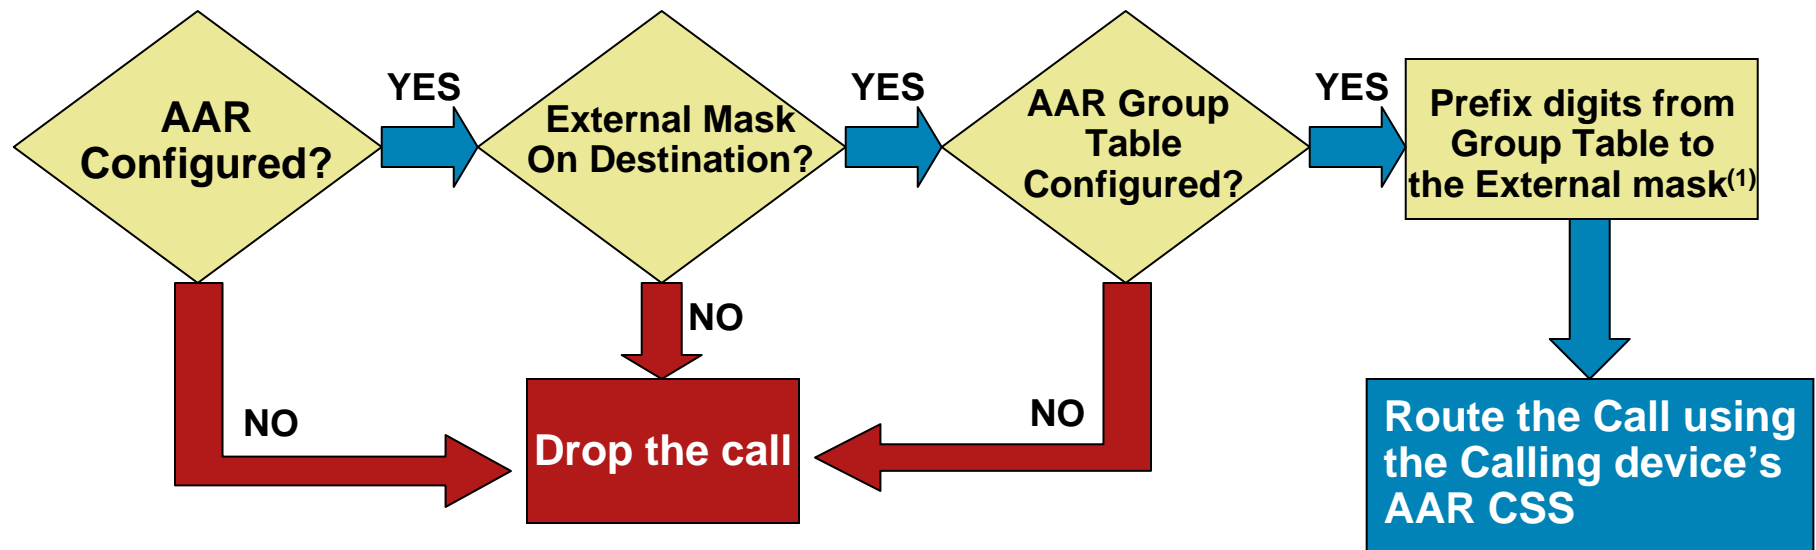 AAR
Configured?
YES
External Mask
On Destination?
YES
AAR Group
Table
Configured?
YES
Prefix digits from
Group Table to
the External mask(1)
NO
NO
NO
Drop the call
Route the Call using
the Calling device's
AAR CSS